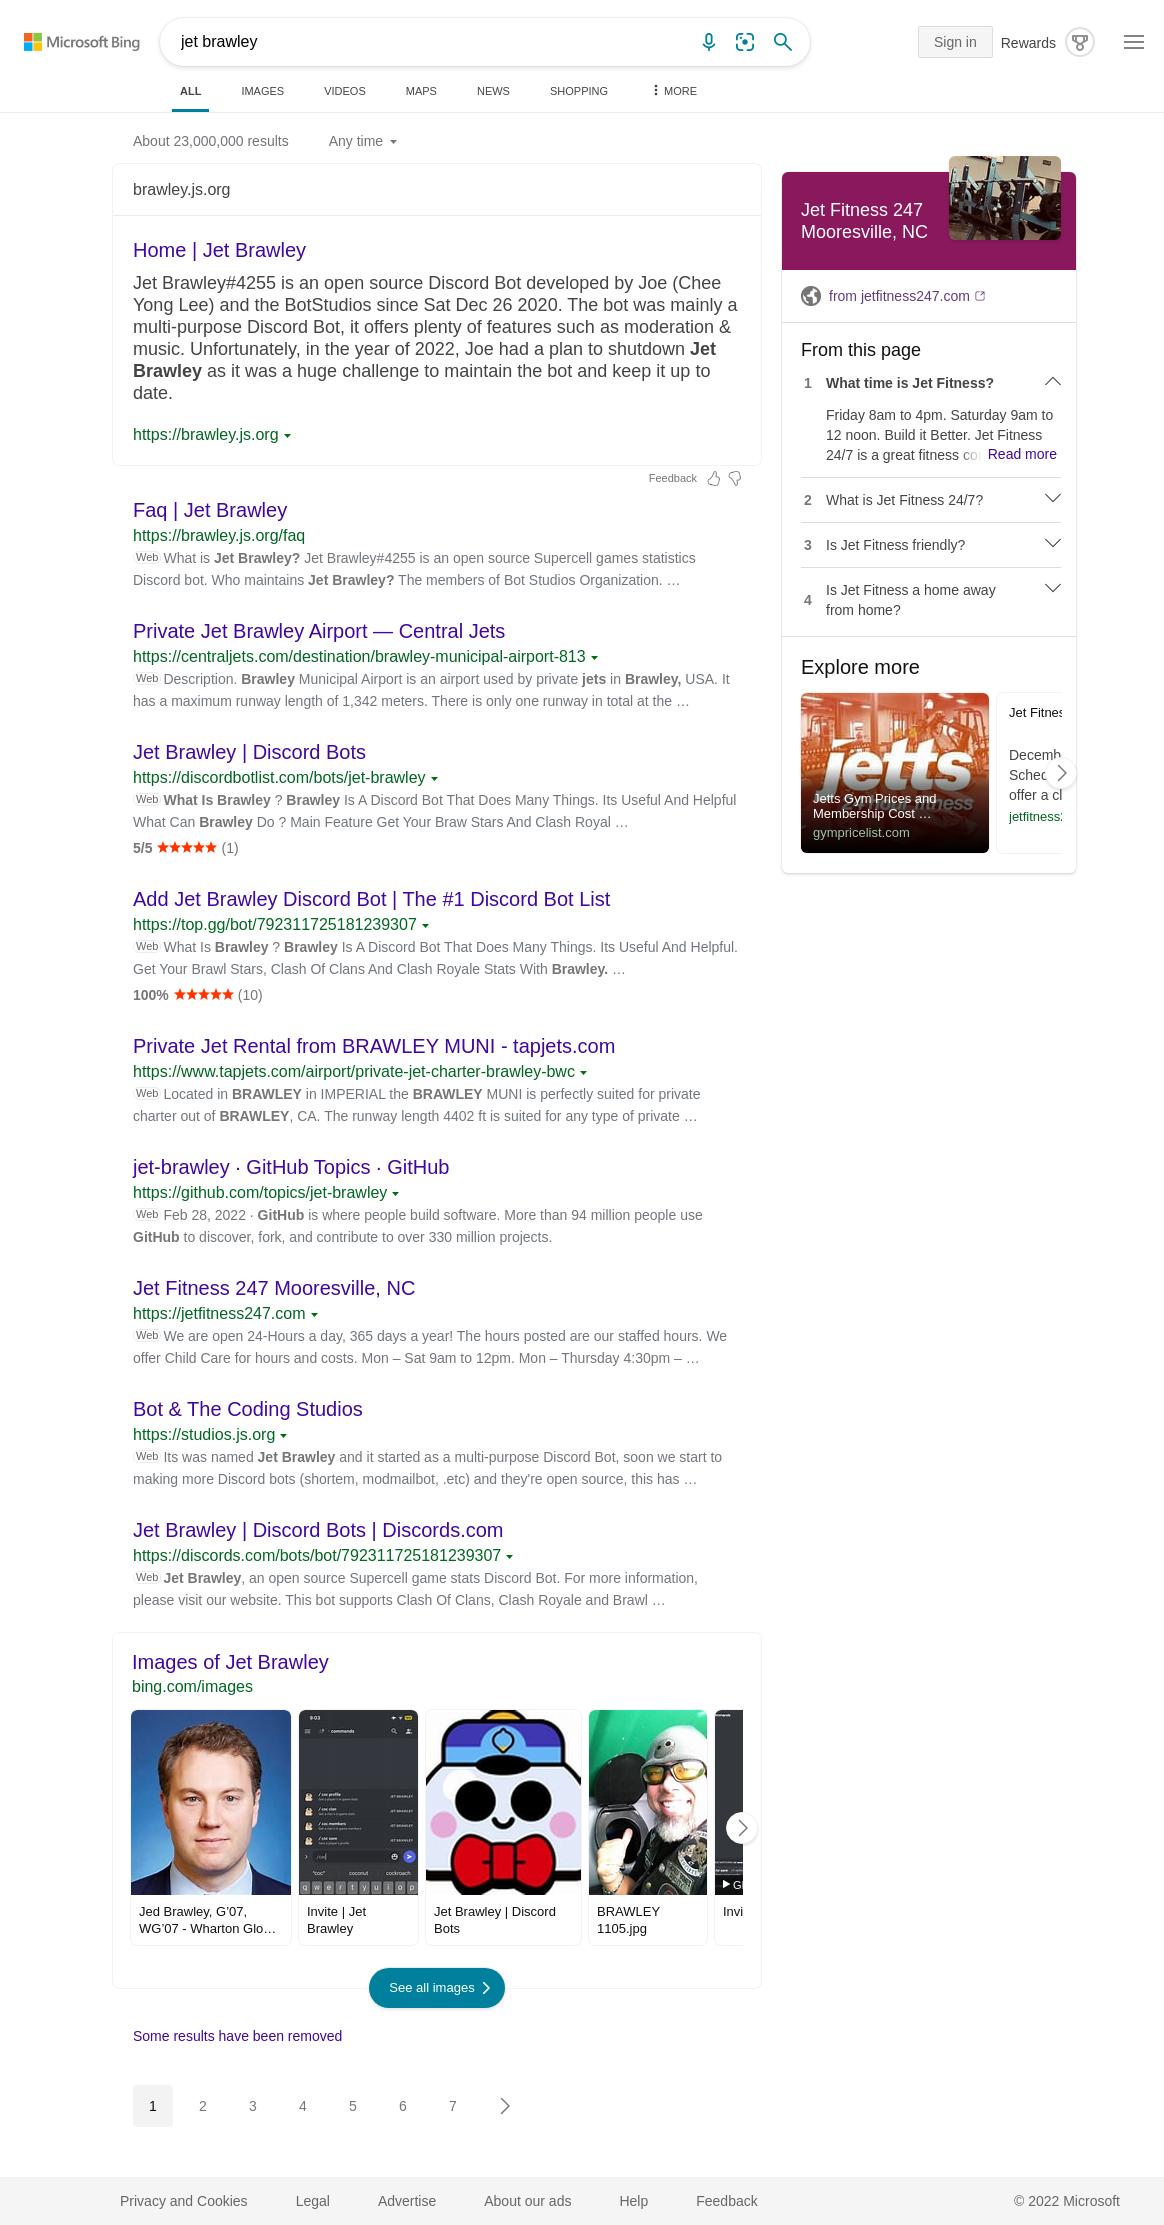 Microsoft Bing
jet brawley
Sign in
Rewards
ALL
IMAGES
VIDEOS
MAPS
NEWS
SHOPPING
MORE
About 23,000,000 results
Any time
brawley.js.org
Home | Jet Brawley
Jet Brawley#4255 is an open source Discord Bot developed by Joe (Chee
Yong Lee) and the BotStudios since Sat Dec 26 2020. The bot was mainly a
multi-purpose Discord Bot, it offers plenty of features such as moderation &
music. Unfortunately, in the year of 2022, Joe had a plan to shutdown Jet
Brawley as it was a huge challenge to maintain the bot and keep it up to
date.
https://brawley.js.org
Feedback
Faq | Jet Brawley
https://brawley.js.org/faq
Web What is Jet Brawley? Jet Brawley#4255 is an open source Supercell games statistics
Discord bot. Who maintains Jet Brawley? The members of Bot Studios Organization. …
Private Jet Brawley Airport — Central Jets
https://centraljets.com/destination/brawley-municipal-airport-813
Web Description. Brawley Municipal Airport is an airport used by private jets in Brawley, USA. It
has a maximum runway length of 1,342 meters. There is only one runway in total at the …
Jet Brawley | Discord Bots
https://discordbotlist.com/bots/jet-brawley
Web What Is Brawley ? Brawley Is A Discord Bot That Does Many Things. Its Useful And Helpful
What Can Brawley Do ? Main Feature Get Your Braw Stars And Clash Royal …
5/5 ★★★★★ (1)
Add Jet Brawley Discord Bot | The #1 Discord Bot List
https://top.gg/bot/792311725181239307
Web What Is Brawley ? Brawley Is A Discord Bot That Does Many Things. Its Useful And Helpful.
Get Your Brawl Stars, Clash Of Clans And Clash Royale Stats With Brawley. …
100% ★★★★★ (10)
Private Jet Rental from BRAWLEY MUNI - tapjets.com
https://www.tapjets.com/airport/private-jet-charter-brawley-bwc
Web Located in BRAWLEY in IMPERIAL the BRAWLEY MUNI is perfectly suited for private
charter out of BRAWLEY, CA. The runway length 4402 ft is suited for any type of private …
jet-brawley · GitHub Topics · GitHub
https://github.com/topics/jet-brawley
Web Feb 28, 2022 · GitHub is where people build software. More than 94 million people use
GitHub to discover, fork, and contribute to over 330 million projects.
Jet Fitness 247 Mooresville, NC
https://jetfitness247.com
Web We are open 24-Hours a day, 365 days a year! The hours posted are our staffed hours. We
offer Child Care for hours and costs. Mon – Sat 9am to 12pm. Mon – Thursday 4:30pm – …
Bot & The Coding Studios
https://studios.js.org
Web Its was named Jet Brawley and it started as a multi-purpose Discord Bot, soon we start to
making more Discord bots (shortem, modmailbot, .etc) and they're open source, this has …
Jet Brawley | Discord Bots | Discords.com
https://discords.com/bots/bot/792311725181239307
Web Jet Brawley, an open source Supercell game stats Discord Bot. For more information,
please visit our website. This bot supports Clash Of Clans, Clash Royale and Brawl …
Images of Jet Brawley
bing.com/images
9:03
commands
/ coc profile
JET BRAWLEY
/ coc clan
JET BRAWLEY
/ coc members
JET BRAWLEY
/ coc save
JET BRAWLEY
/coc
"coc" coconut cockroach
q w e r t y u i o p
Jed Brawley, G'07,
WG'07 - Wharton Glo…
Invite | Jet
Brawley
Jet Brawley | Discord
Bots
BRAWLEY
1105.jpg
Invi
See all images
Some results have been removed
1 2 3 4 5 6 7
Jet Fitness 247
Mooresville, NC
from jetfitness247.com
From this page
1 What time is Jet Fitness?
Friday 8am to 4pm. Saturday 9am to
12 noon. Build it Better. Jet Fitness
24/7 is a great fitness co Read more
2 What is Jet Fitness 24/7?
3 Is Jet Fitness friendly?
4 Is Jet Fitness a home away
from home?
Explore more
jetts
24 hour fitness
Jetts Gym Prices and
Membership Cost …
gympricelist.com
Jet Fitnes
Decemb
Sched
offer a cl
jetfitness2
Privacy and Cookies
Legal
Advertise
About our ads
Help
Feedback
© 2022 Microsoft